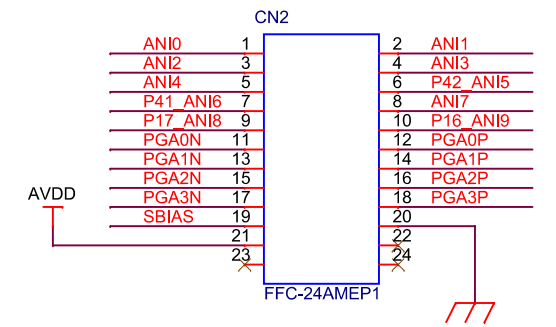 CN2
ANI0 1 2 ANI1
ANI2 3 4 ANI3
ANI4 5 6 P42_ANI5
P41_ANI6 7 8 ANI7
P17_ANI8 9 10 P16_ANI9
PGA0N 11 12 PGA0P
PGA1N 13 14 PGA1P
PGA2N 15 16 PGA2P
AVDD PGA3N 17 18 PGA3P
SBIAS 19 20
21 22
23 24
FFC-24AMEP1